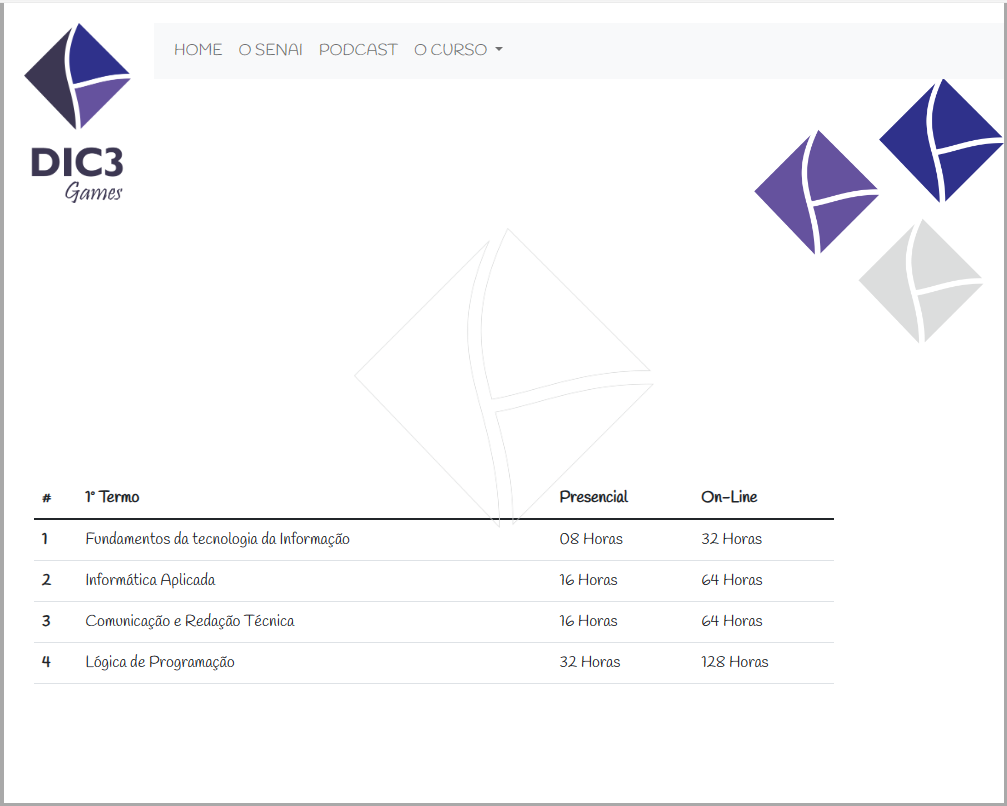 HOME O SENAI PODCAST O CURSO
DIC3
Games
# 1° Termo Presencial On-Line
1 Fundamentos da tecnologia da Informação 08 Horas 32 Horas
2 Informática Aplicada 16 Horas 64 Horas
3 Comunicação e Redação Técnica 16 Horas 64 Horas
4 Lógica de Programação 32 Horas 128 Horas